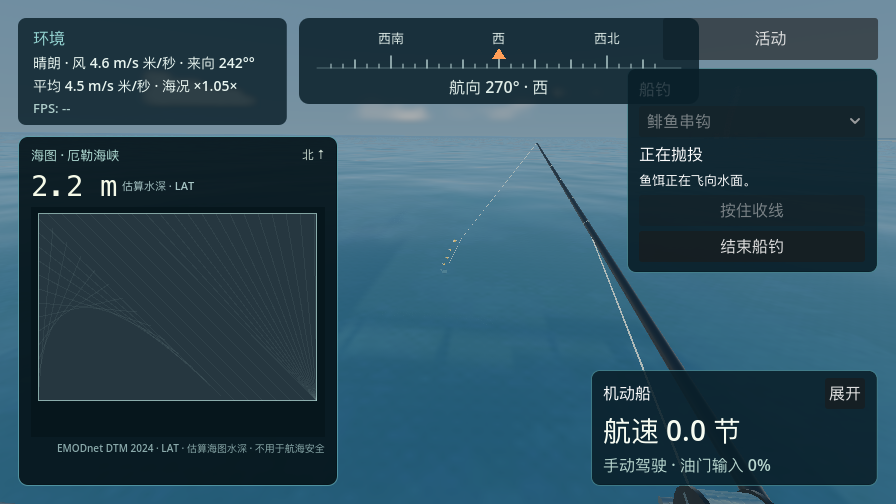 环境
晴朗 · 风 4.6 m/s 米/秒 · 来向 242°°
平均 4.5 m/s 米/秒 · 海况 ×1.05×
FPS: --
西南
西
西北
航向 270° · 西
活动
船钓
鲱鱼串钩
正在抛投
鱼饵正在飞向水面。
按住收线
结束船钓
海图 · 厄勒海峡
北↑
2.2 m 估算水深 · LAT
EMODnet DTM 2024 · LAT · 估算海图水深 · 不用于航海安全
机动船
展开
航速 0.0 节
手动驾驶 · 油门输入 0%